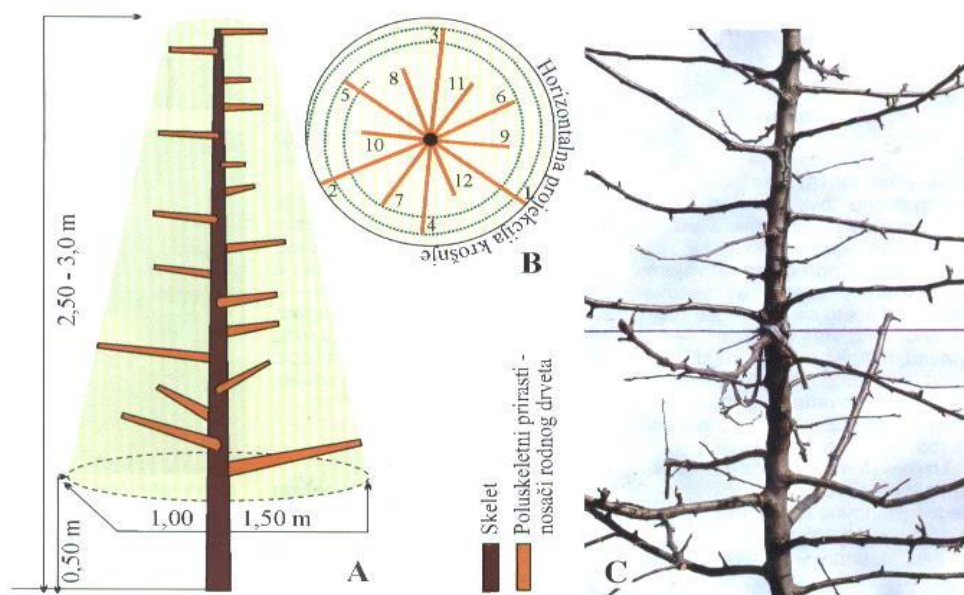 A
2,50 - 3,0 m
0,50 m
1,00
1,50 m
B
Horizontalna projekcija krošnje
3
8
11
5
6
10
9
2
7
12
1
4
Skelet
Poluskeletni prirasti -
nosači rodnog drveta
C